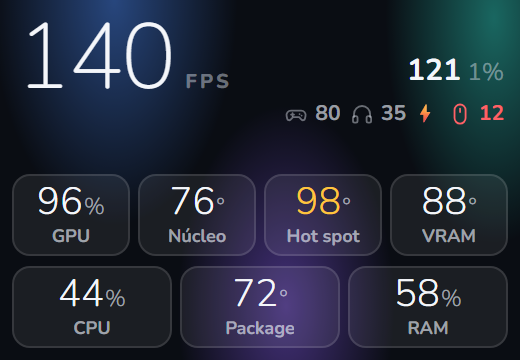 140 FPS
121 1%
80 35 12
96% 76° 98° 88°
GPU Núcleo Hot spot VRAM
44% 72° 58%
CPU Package RAM